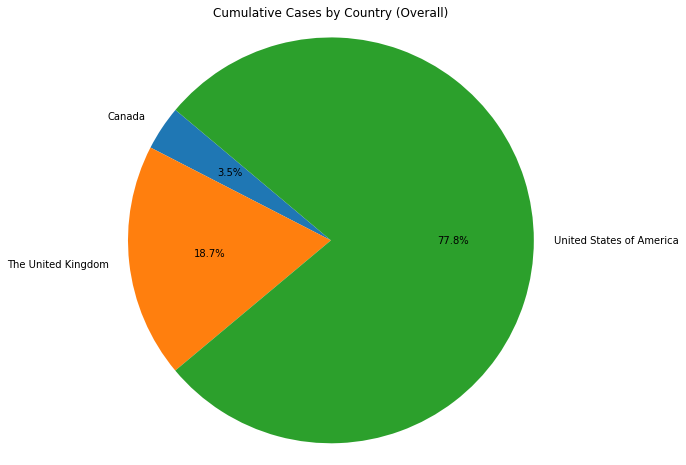 Cumulative Cases by Country (Overall)
Canada
3.5%
77.8%
United States of America
18.7%
The United Kingdom